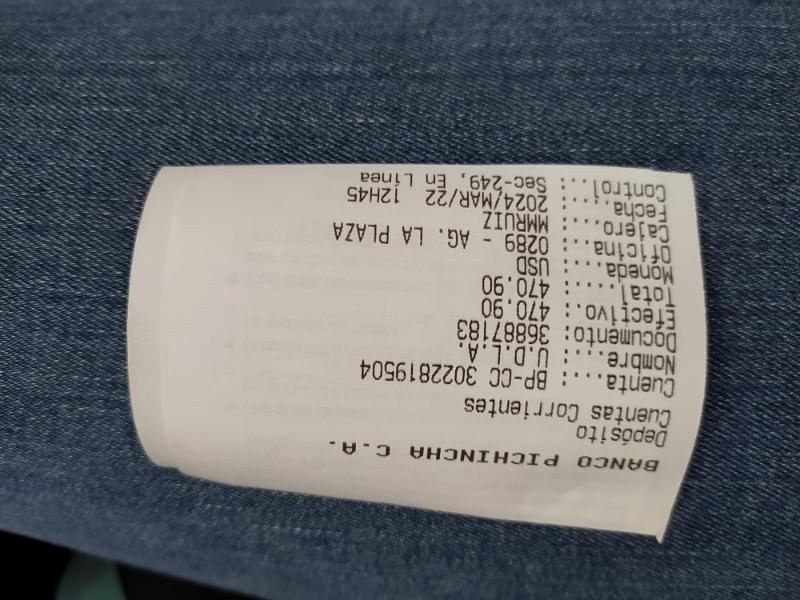 BANCO PICHINCHA C.A.
Depósito
Cuentas Corrientes
Cuenta....: BP-CC 3022819504
Nombre....: U.D.L.A.
Documento: 36887183
Efectivo.: 470.90
Total.....: 470.90
Moneda....: USD
Oficina..: 0289 - AG. LA PLAZA
Cajero....: MMRUIZ
Fecha.....: 2024/MAR/22 12H45
Control..: Sec-249, En Línea